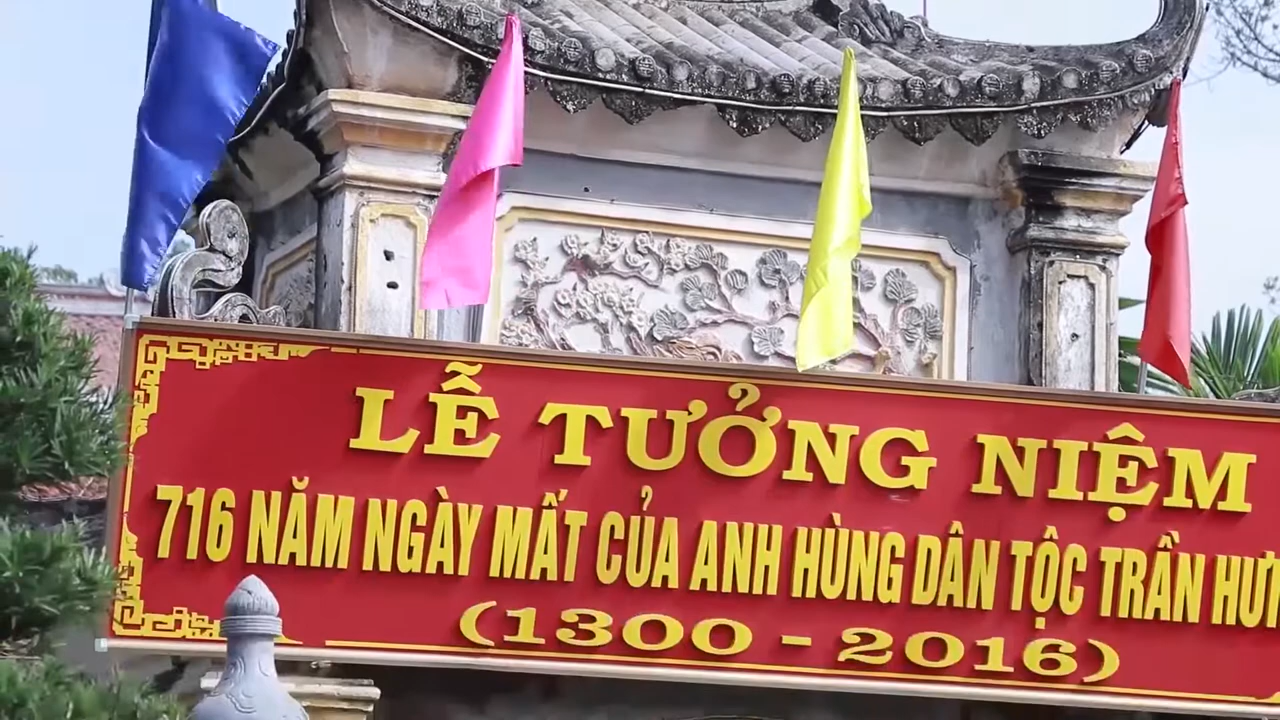 LỄ TƯỞNG NIỆM
716 NĂM NGÀY MẤT CỦA ANH HÙNG DÂN TỘC TRẦN
(1300 - 2016)